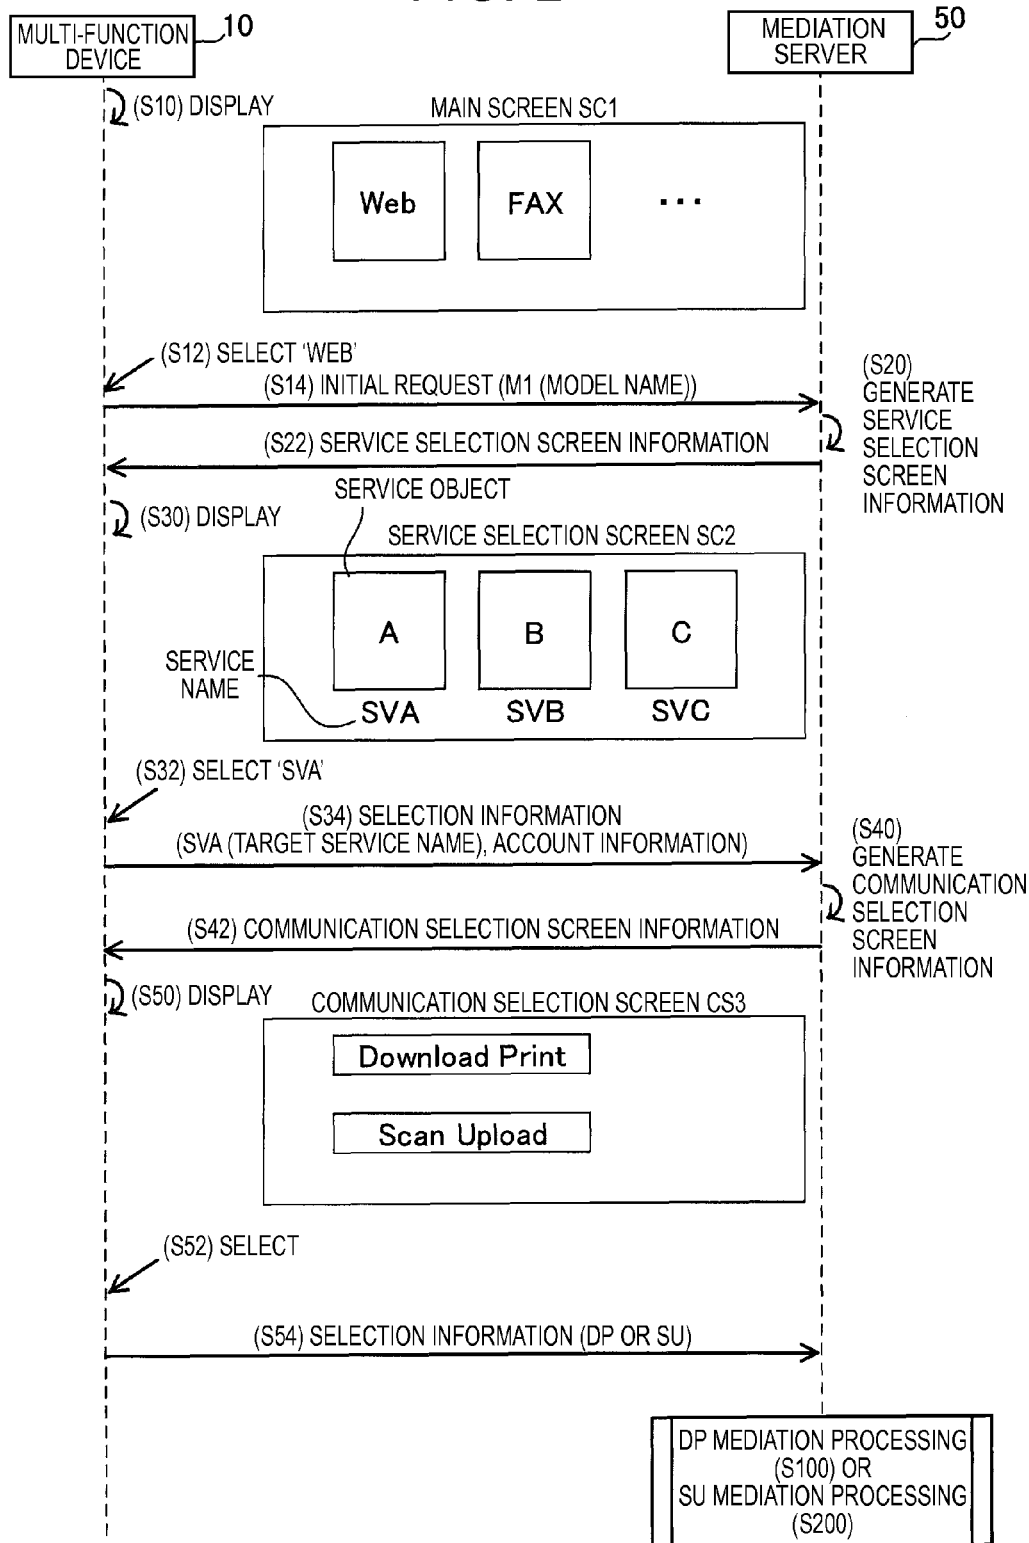 MULTI-FUNCTION
DEVICE
10
MEDIATION
SERVER
50
(S10) DISPLAY
MAIN SCREEN SC1
Web
FAX
...
(S12) SELECT 'WEB'
(S14) INITIAL REQUEST (M1 (MODEL NAME))
(S20)
GENERATE
SERVICE
SELECTION
SCREEN
INFORMATION
(S22) SERVICE SELECTION SCREEN INFORMATION
SERVICE OBJECT
(S30) DISPLAY
SERVICE SELECTION SCREEN SC2
A
B
C
SERVICE
NAME
SVA
SVB
SVC
(S32) SELECT 'SVA'
(S34) SELECTION INFORMATION
(SVA (TARGET SERVICE NAME), ACCOUNT INFORMATION)
(S40)
GENERATE
COMMUNICATION
SELECTION
SCREEN
INFORMATION
(S42) COMMUNICATION SELECTION SCREEN INFORMATION
(S50) DISPLAY
COMMUNICATION SELECTION SCREEN CS3
Download Print
Scan Upload
(S52) SELECT
(S54) SELECTION INFORMATION (DP OR SU)
DP MEDIATION PROCESSING
(S100) OR
SU MEDIATION PROCESSING
(S200)